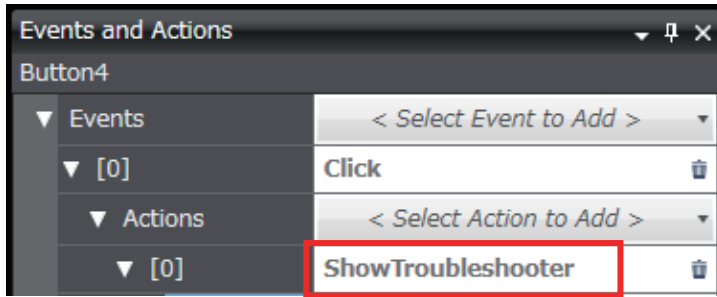 Events and Actions
Button4
Events < Select Event to Add >
[0] Click
Actions < Select Action to Add >
[0] ShowTroubleshooter